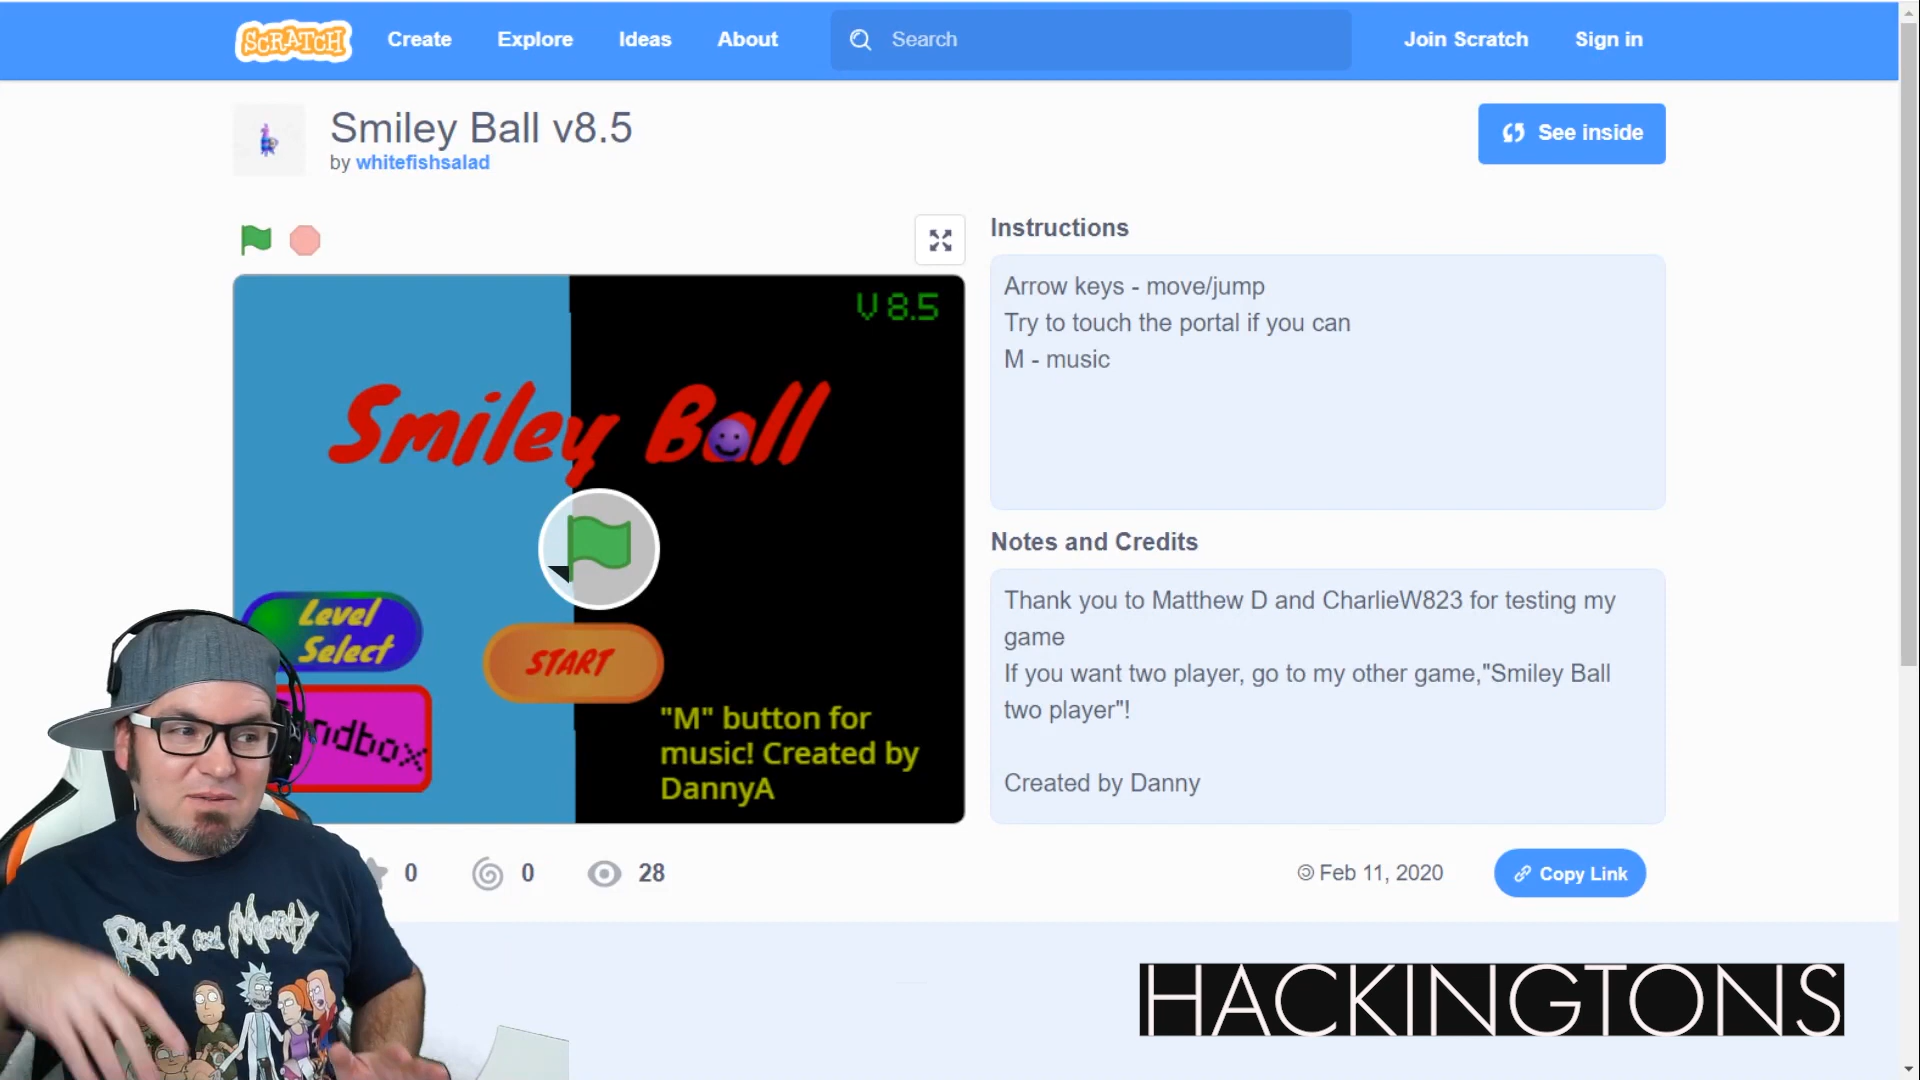 SCRATCH Create Explore Ideas About Search Join Scratch Sign in
Smiley Ball v8.5
by whitefishsalad
See inside
V 8.5
Smiley Ball
Level
Select
START
"M" button for
music! Created by
DannyA
Instructions
Arrow keys - move/jump
Try to touch the portal if you can
M - music
Notes and Credits
Thank you to Matthew D and CharlieW823 for testing my
game
If you want two player, go to my other game,"Smiley Ball
two player"!
Created by Danny
0 0 28
Feb 11, 2020
Copy Link
RICK AND MORTY
HACKINGTONS